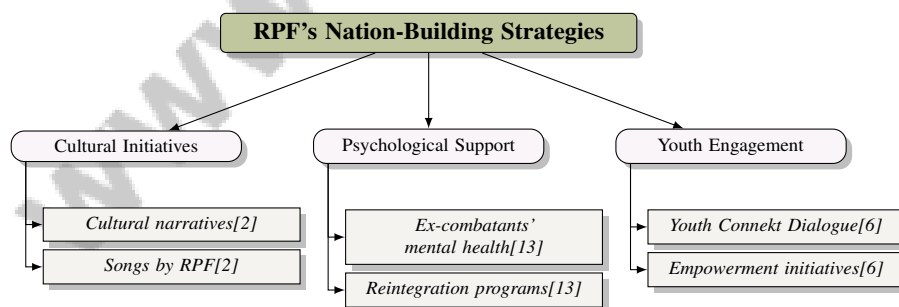 RPF's Nation-Building Strategies
Cultural Initiatives
Cultural narratives[2]
Songs by RPF[2]
Psychological Support
Ex-combatants'
mental health[13]
Reintegration programs[13]
Youth Engagement
Youth Connekt Dialogue[6]
Empowerment initiatives[6]
www